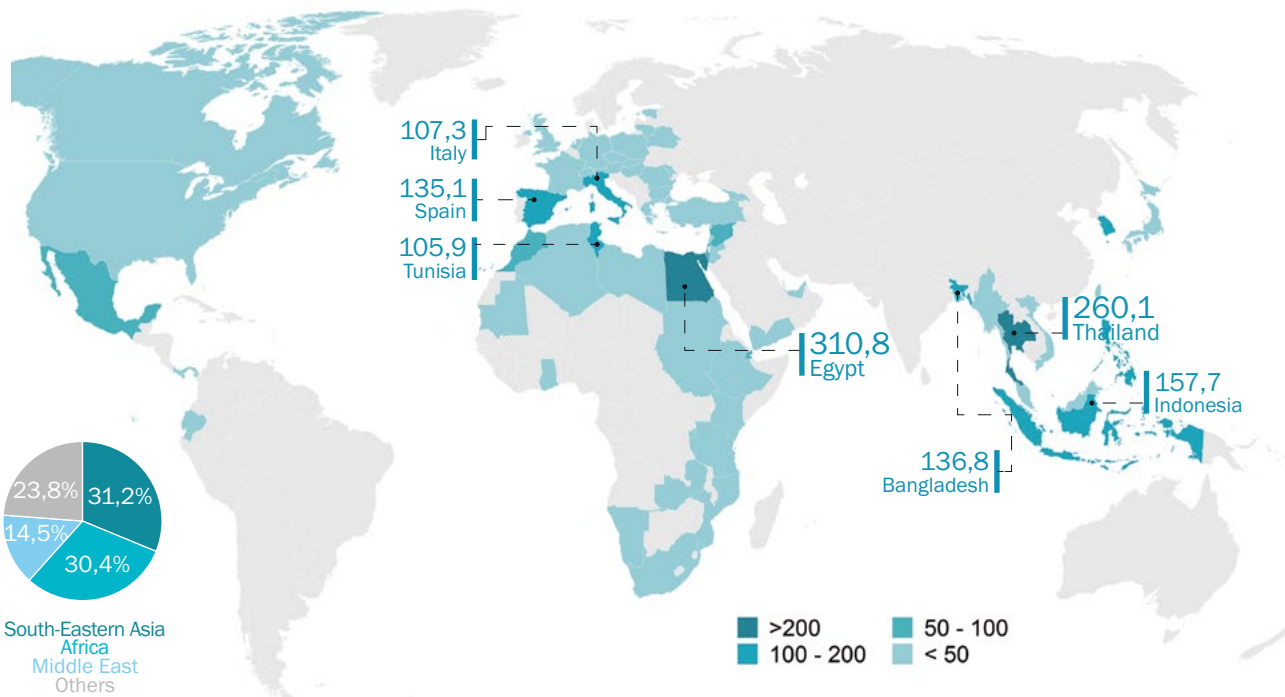 107,3
Italy
135,1
Spain
105,9
Tunisia
310,8
Egypt
260,1
Thailand
157,7
Indonesia
136,8
Bangladesh
23,8%
31,2%
14,5%
30,4%
South-Eastern Asia
Africa
Middle East
Others
>200
50 - 100
100 - 200
< 50